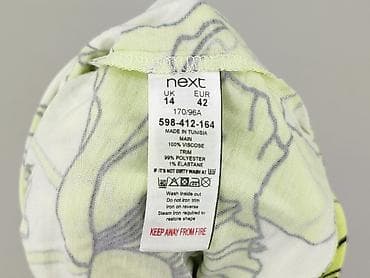 next
UK EUR
14 42
170/96A
598-412-164
MADE IN TUNISIA
MAIN
100% VISCOSE
TRIM
99% POLYESTER
1% ELASTANE
IF IT'S NOT DIRTY WASH AT 30
Wash inside out
Do not iron trim
Iron on reverse
Steam iron required to
restore shape
KEEP AWAY FROM FIRE